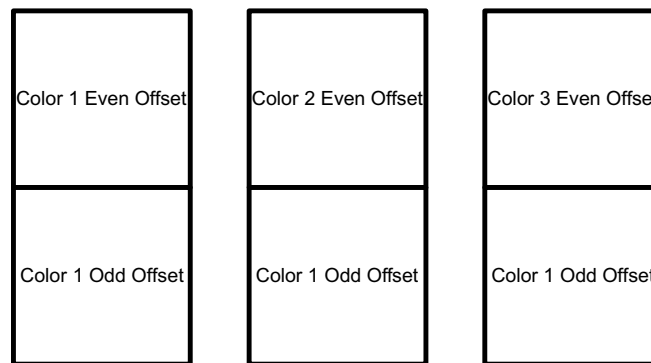 Color 1 Even Offset
Color 2 Even Offset
Color 3 Even Offse
Color 1 Odd Offset
Color 1 Odd Offset
Color 1 Odd Offset